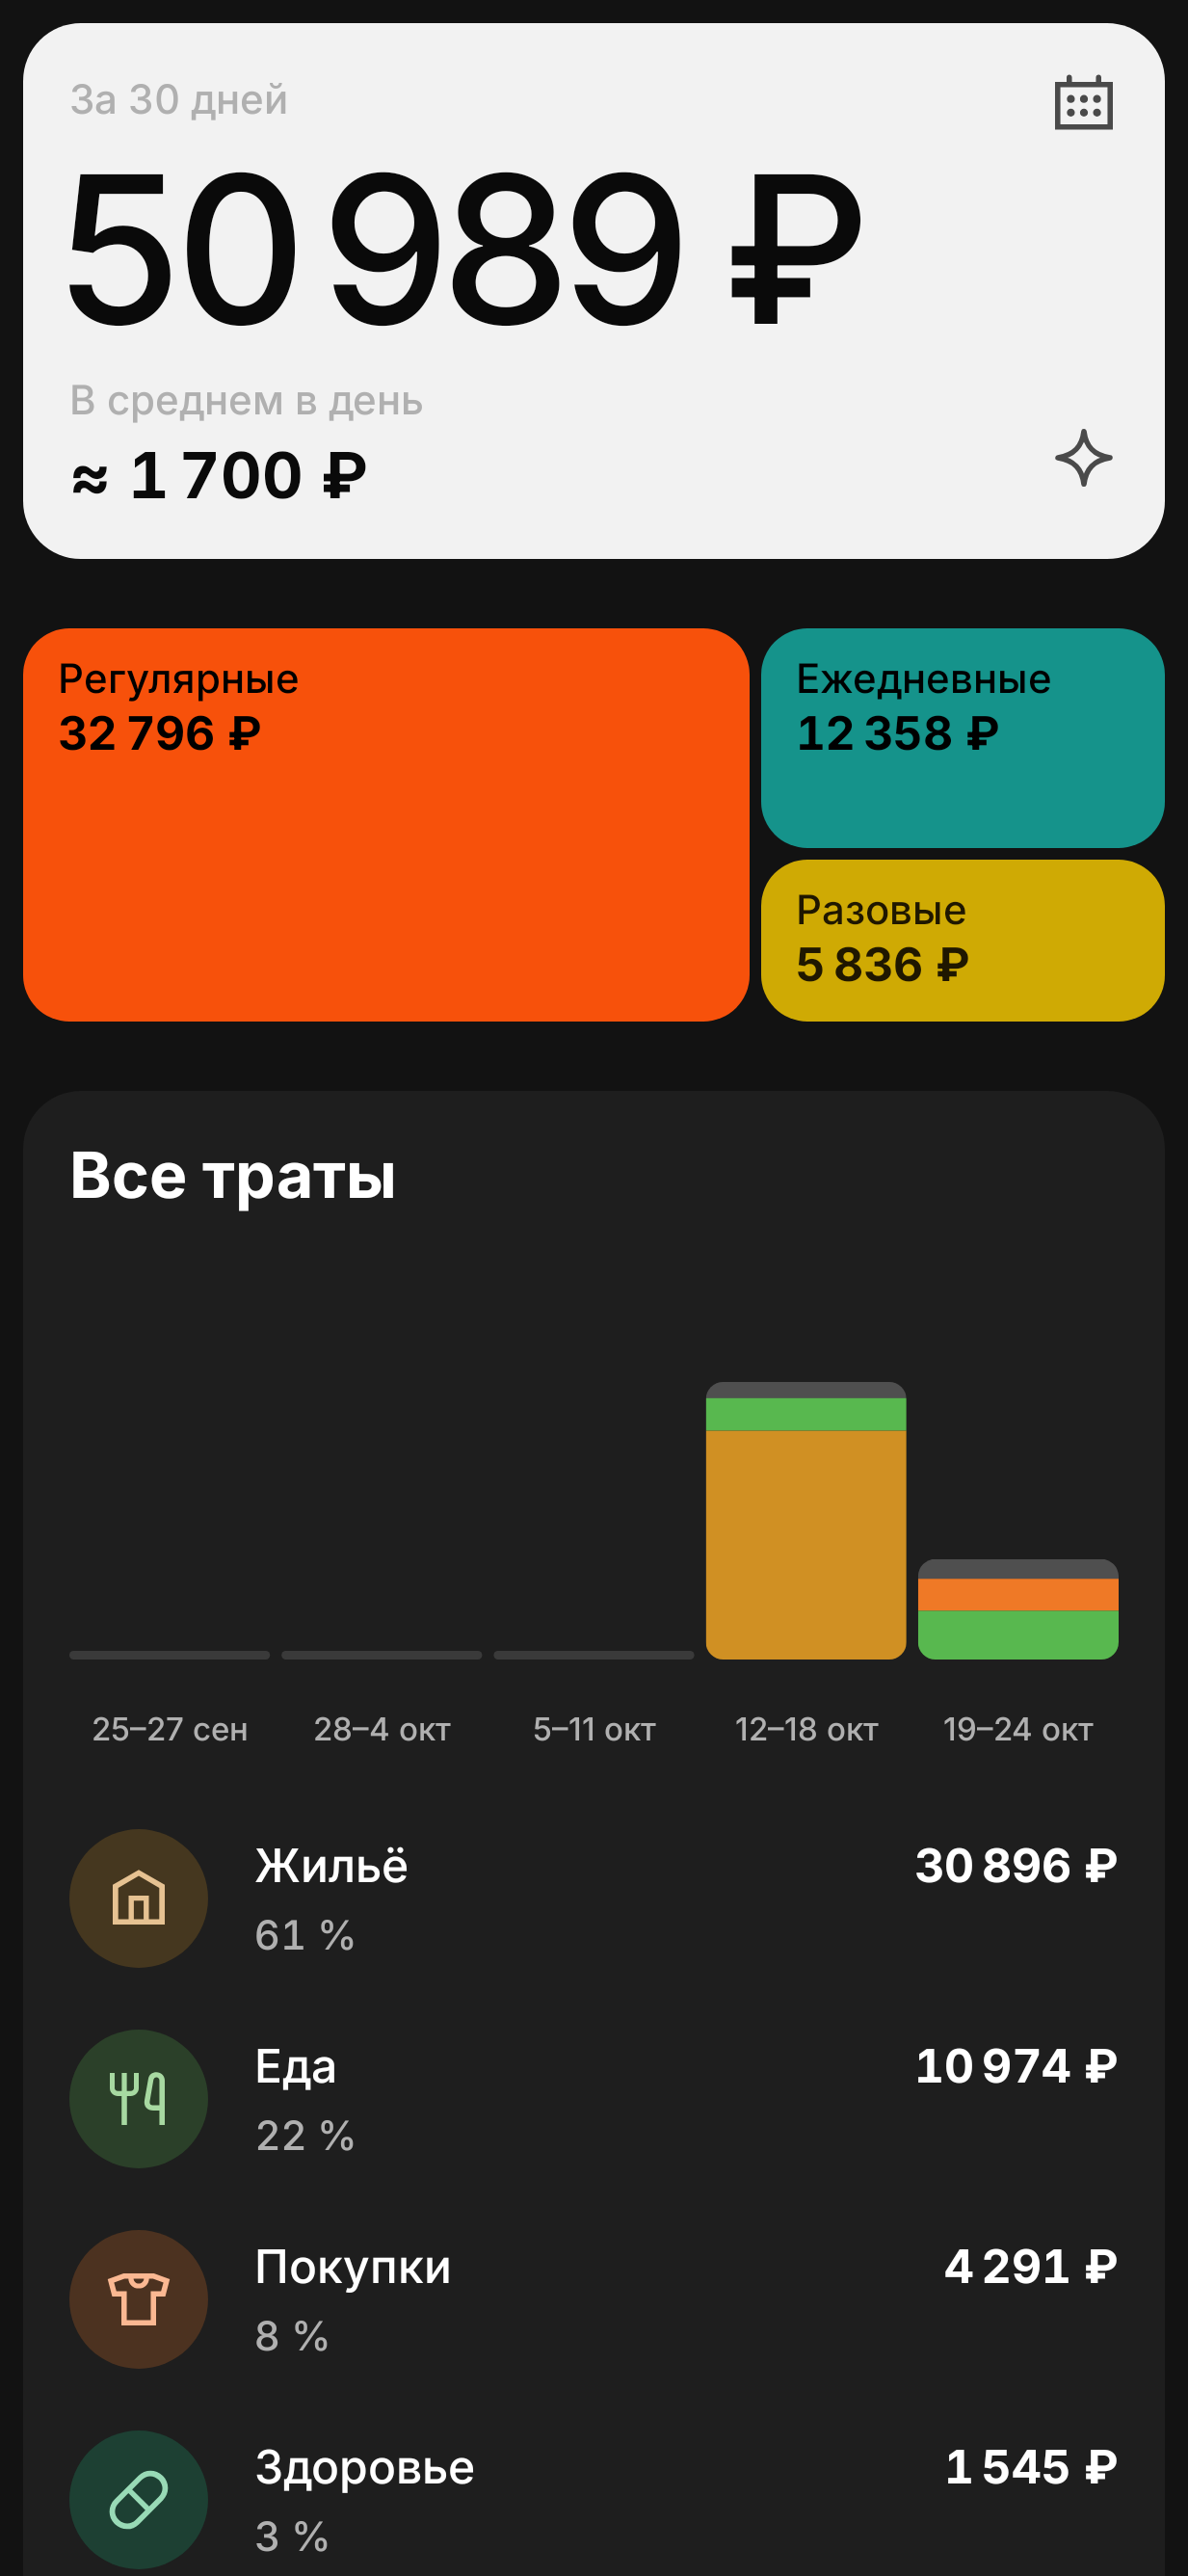 За 30 дней
50 989 ₽
В среднем в день
≈ 1 700 ₽
Регулярные
32 796 ₽
Ежедневные
12 358 ₽
Разовые
5 836 ₽
Все траты
25–27 сен
28–4 окт
5–11 окт
12–18 окт
19–24 окт
Жильё
30 896 ₽
61 %
Еда
10 974 ₽
22 %
Покупки
4 291 ₽
8 %
Здоровье
1 545 ₽
3 %